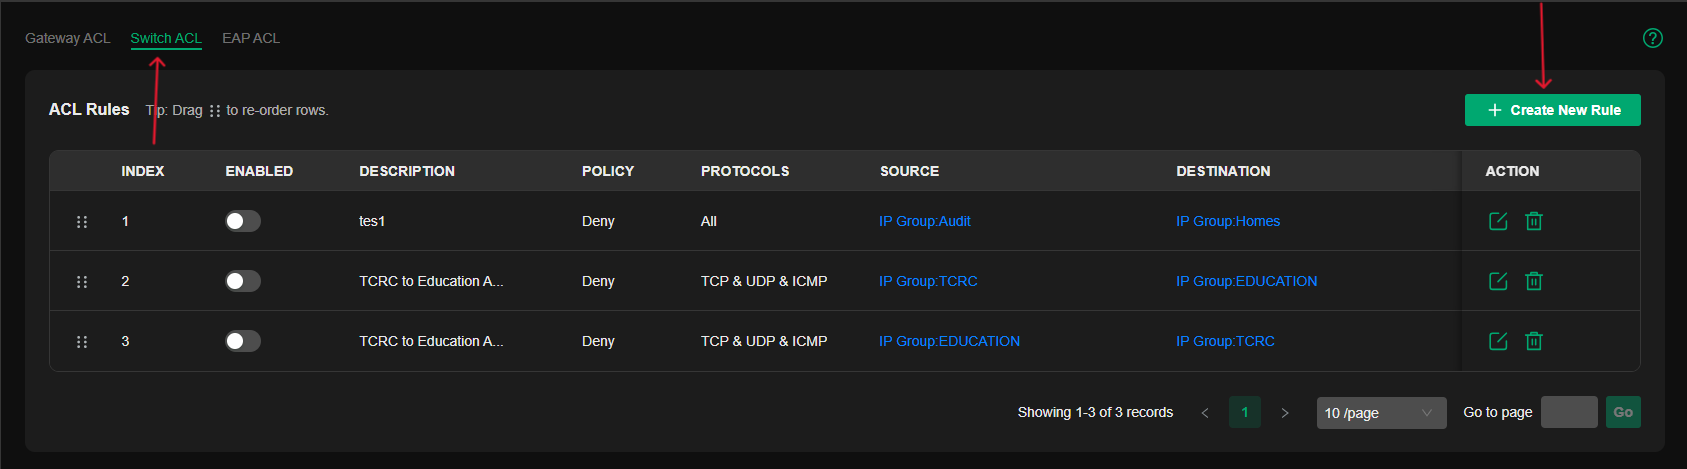 Gateway ACL Switch ACL EAP ACL
ACL Rules Tip: Drag to re-order rows.
Create New Rule
INDEX ENABLED DESCRIPTION POLICY PROTOCOLS SOURCE DESTINATION ACTION
1 tes1 Deny All IP Group:Audit IP Group:Homes
2 TCRC to Education A... Deny TCP & UDP & ICMP IP Group:TCRC IP Group:EDUCATION
3 TCRC to Education A... Deny TCP & UDP & ICMP IP Group:EDUCATION IP Group:TCRC
Showing 1-3 of 3 records < 1 > 10 /page Go to page Go